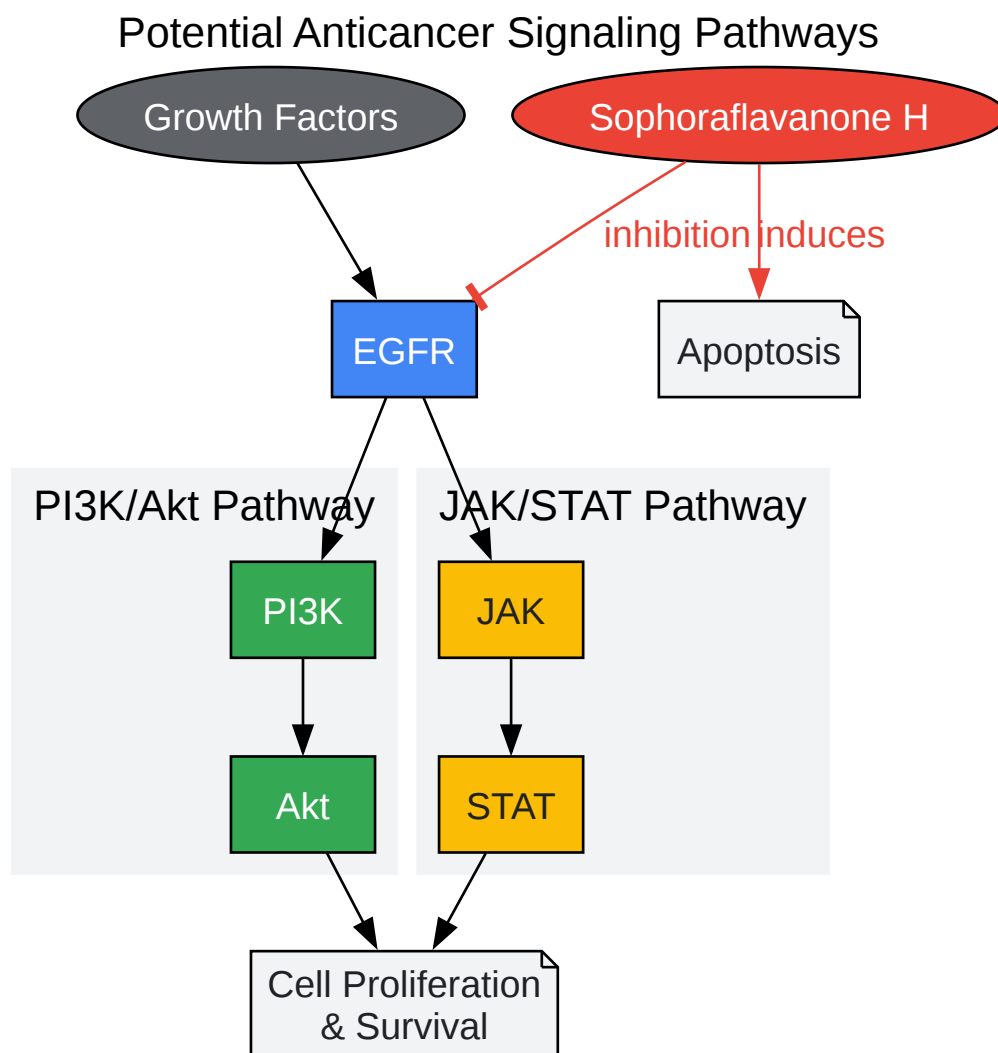 Potential Anticancer Signaling Pathways
Growth Factors
Sophoraflavanone H
inhibition
induces
EGFR
Apoptosis
PI3K/Akt Pathway
JAK/STAT Pathway
PI3K
JAK
Akt
STAT
Cell Proliferation
& Survival